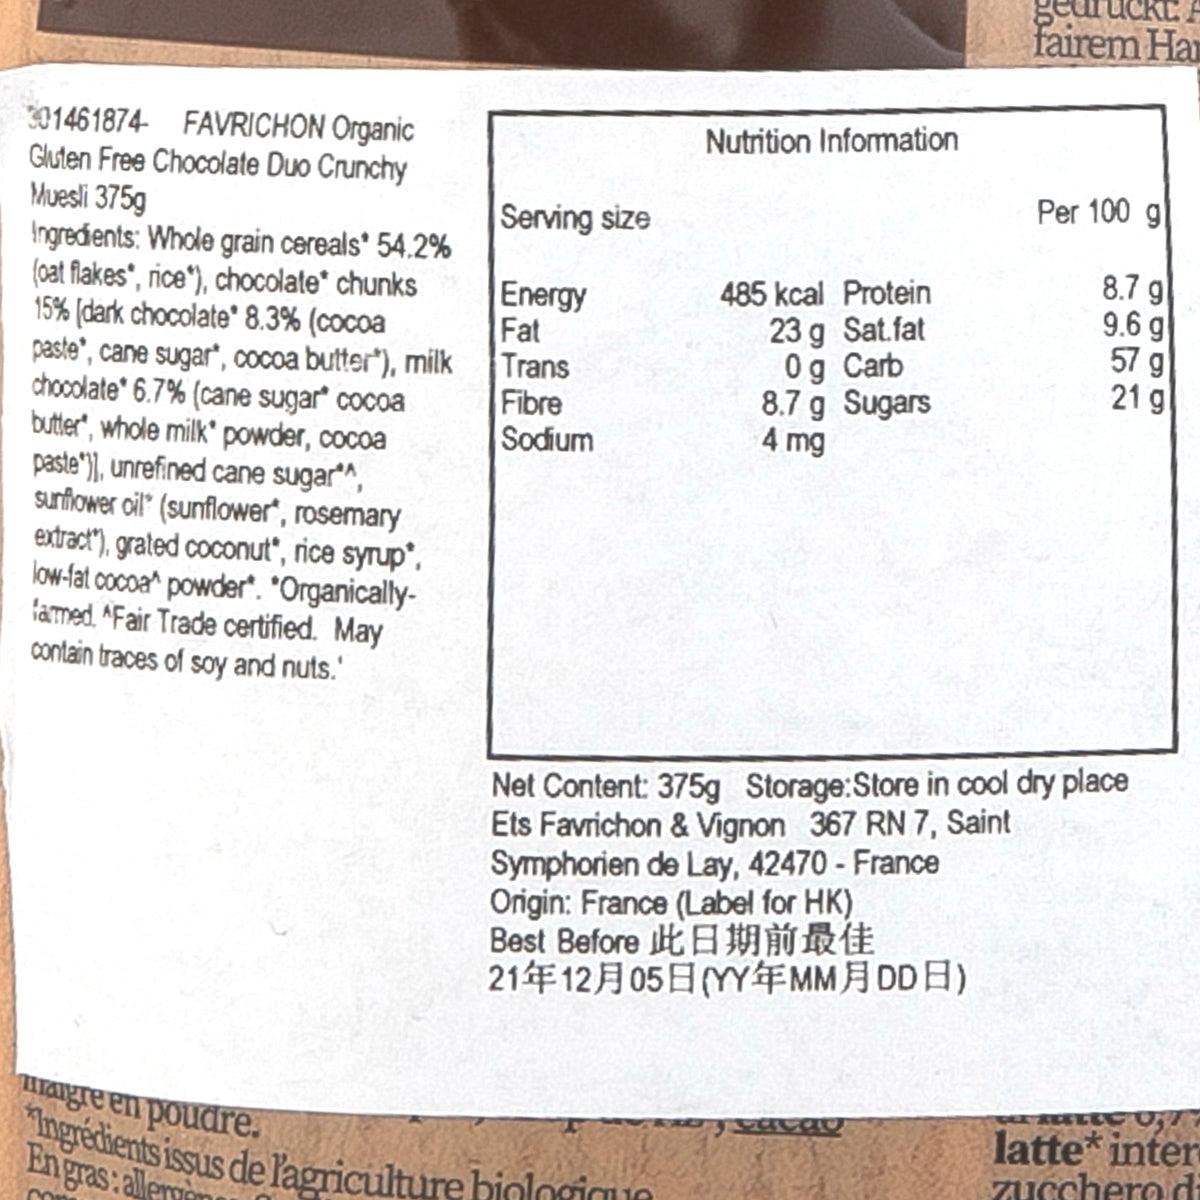 gedruckt.
fairem
301461874- FAVRICHON Organic
Gluten Free Chocolate Duo Crunchy
Muesli 375g
Ingredients: Whole grain cereals* 54.2%
(oat flakes*, rice*), chocolate* chunks
15% [dark chocolate* 8.3% (cocoa
paste*, cane sugar*, cocoa butter*), milk
chocolate* 6.7% (cane sugar* cocoa
butter*, whole milk* powder, cocoa
paste*)], unrefined cane sugar*^,
sunflower oil* (sunflower*, rosemary
extract*), grated coconut*, rice syrup*,
low-fat cocoa^ powder*. *Organically-
farmed. ^Fair Trade certified. May
contain traces of soy and nuts.'
Nutrition Information
Serving size Per 100 g
Energy 485 kcal Protein 8.7 g
Fat 23 g Sat.fat 9.6 g
Trans 0 g Carb 57 g
Fibre 8.7 g Sugars 21 g
Sodium 4 mg
Net Content: 375g Storage:Store in cool dry place
Ets Favrichon & Vignon 367 RN 7, Saint
Symphorien de Lay, 42470 - France
Origin: France (Label for HK)
Best Before 此日期前最佳
21年12月05日(YY年MM月DD日)
maigre en poudre.
*Ingrédients issus de l'agriculture biologique
En gras: allergènes
cacao
latte*
zucchero